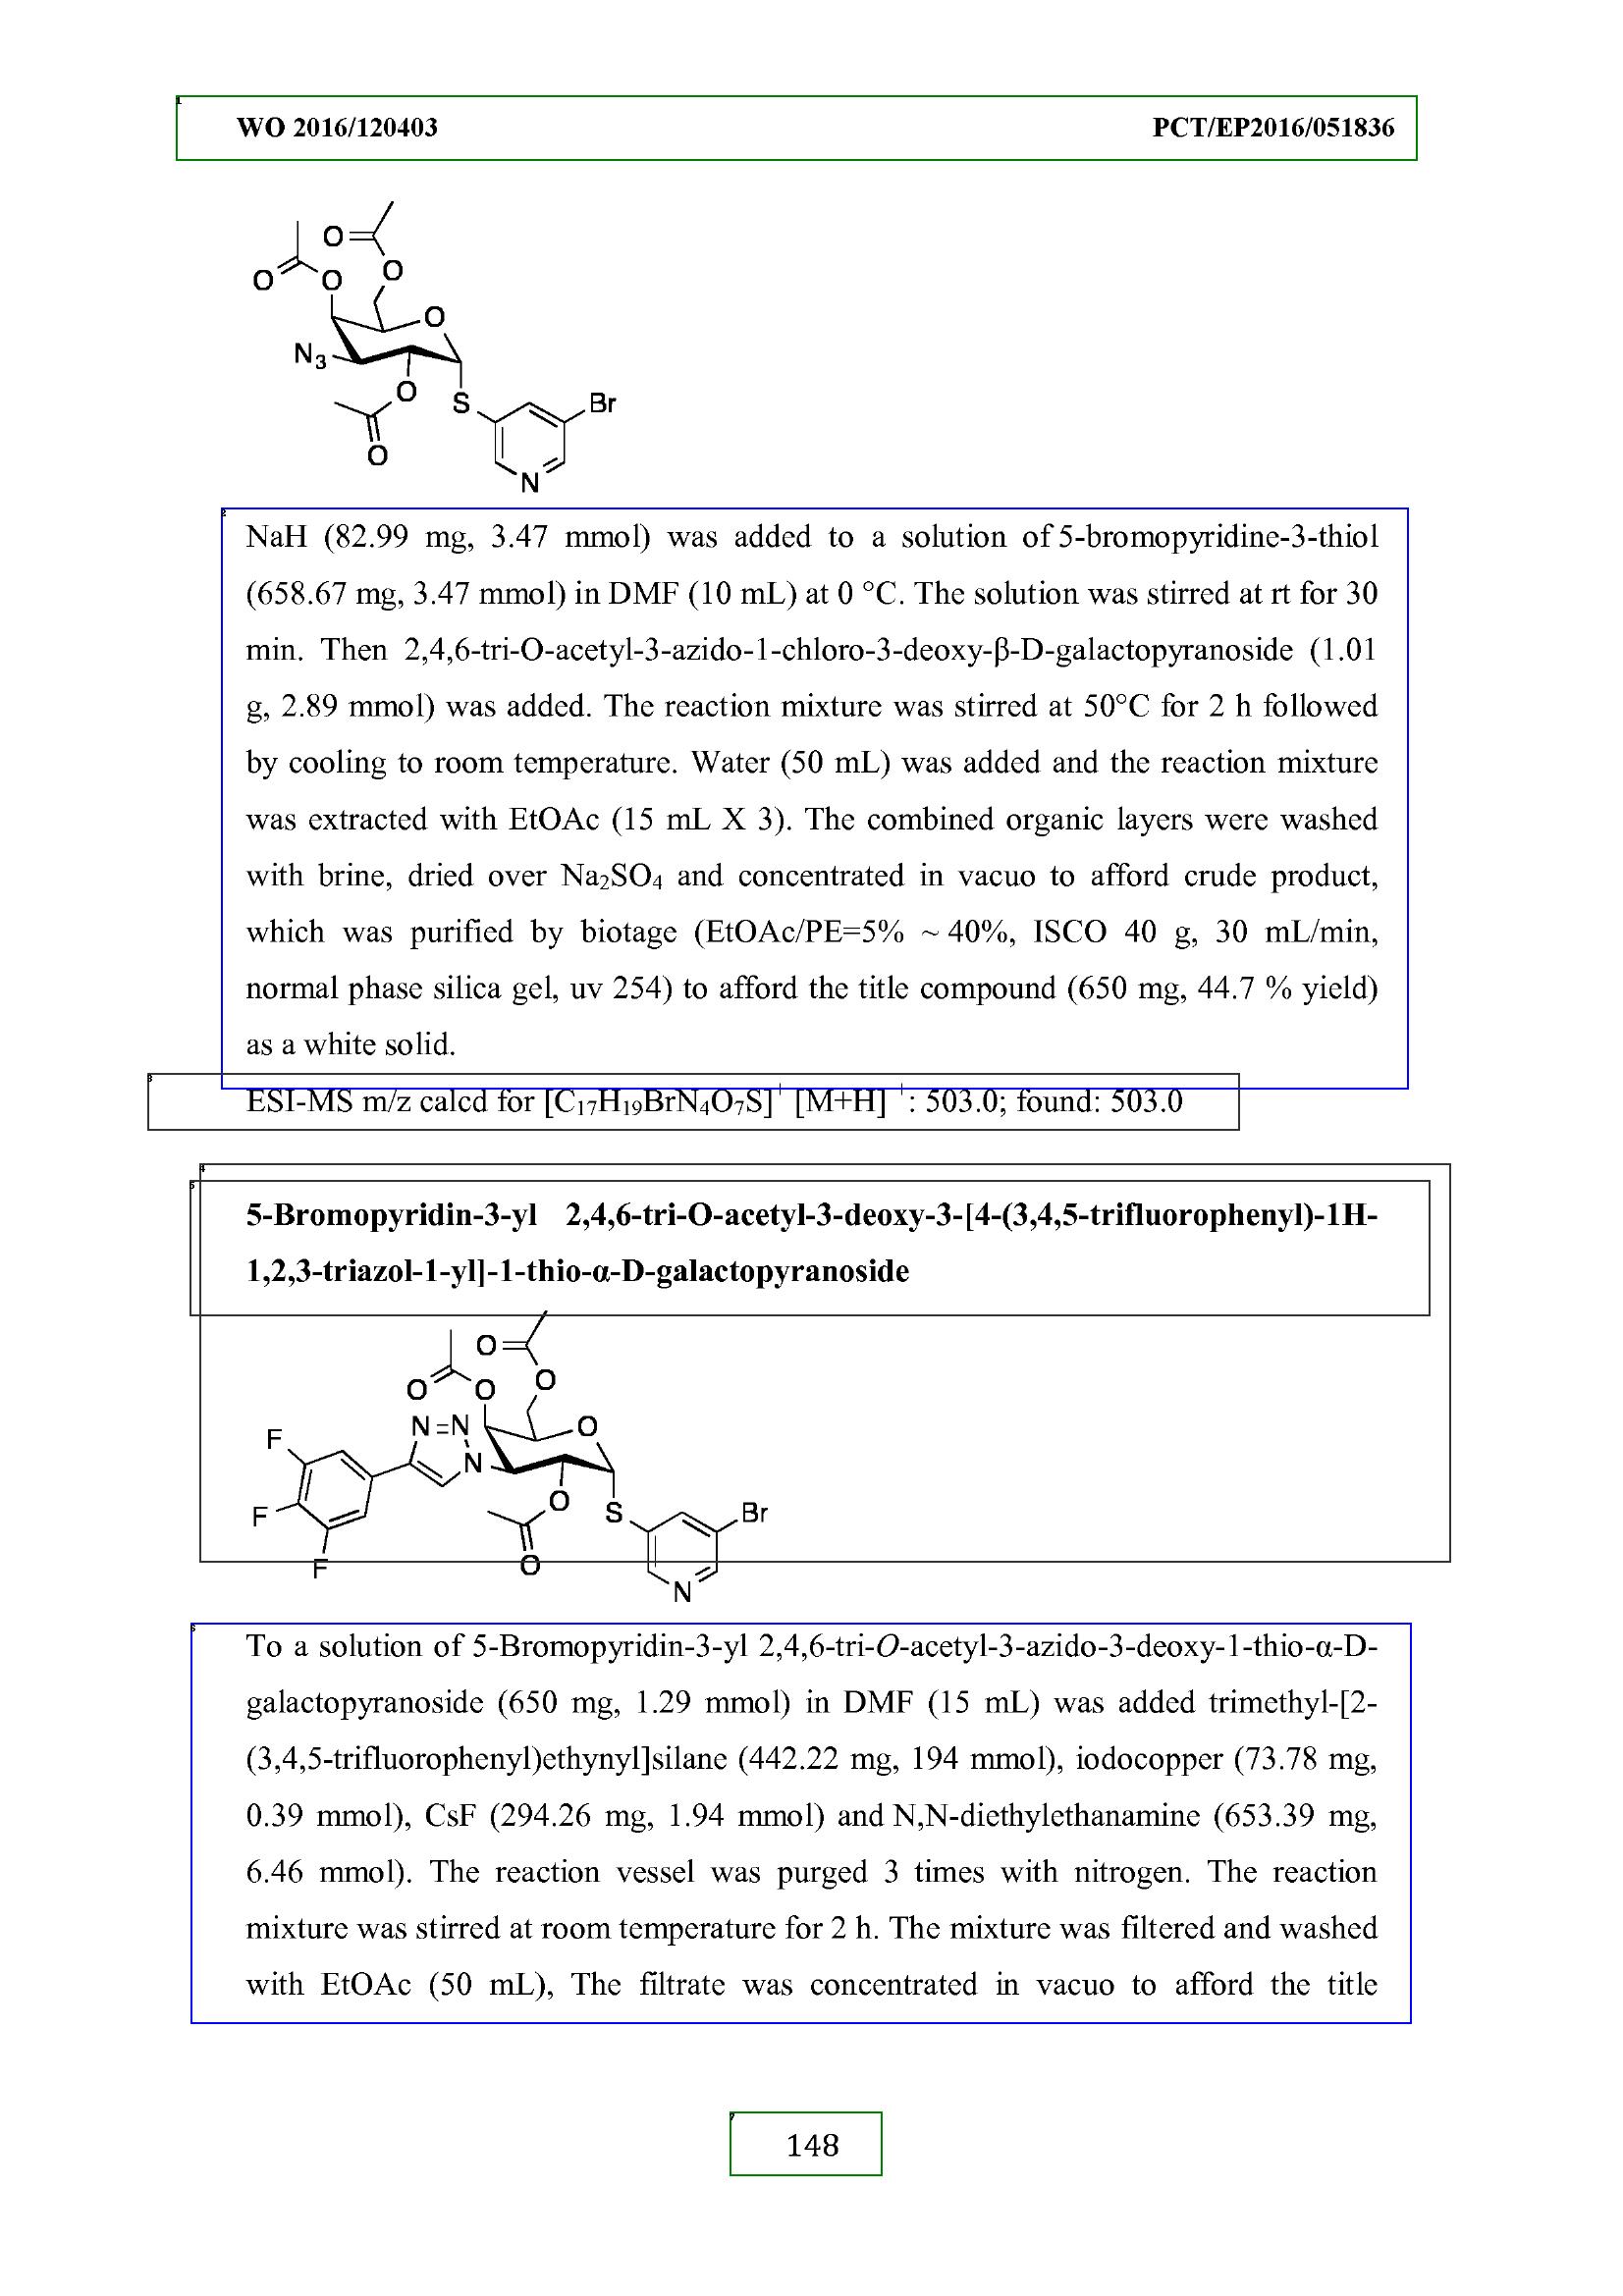 WO 2016/120403 PCT/EP2016/051836
O O
O O O
O
N3
O S Br
O
N
NaH (82.99 mg, 3.47 mmol) was added to a solution of 5-bromopyridine-3-thiol
(658.67 mg, 3.47 mmol) in DMF (10 mL) at 0 °C. The solution was stirred at rt for 30
min. Then 2,4,6-tri-O-acetyl-3-azido-1-chloro-3-deoxy-β-D-galactopyranoside (1.01
g, 2.89 mmol) was added. The reaction mixture was stirred at 50°C for 2 h followed
by cooling to room temperature. Water (50 mL) was added and the reaction mixture
was extracted with EtOAc (15 mL X 3). The combined organic layers were washed
with brine, dried over Na₂SO₄ and concentrated in vacuo to afford crude product,
which was purified by biotage (EtOAc/PE=5% ~ 40%, ISCO 40 g, 30 mL/min,
normal phase silica gel, uv 254) to afford the title compound (650 mg, 44.7 % yield)
as a white solid.
ESI-MS m/z calcd for [C₁₇H₁₉BrN₄O₇S]⁺ [M+H] ⁺: 503.0; found: 503.0
5-Bromopyridin-3-yl 2,4,6-tri-O-acetyl-3-deoxy-3-[4-(3,4,5-trifluorophenyl)-1H-
1,2,3-triazol-1-yl]-1-thio-α-D-galactopyranoside
O
O O O
F N=N O
N
F O S Br
F O
N
To a solution of 5-Bromopyridin-3-yl 2,4,6-tri-O-acetyl-3-azido-3-deoxy-1-thio-α-D-
galactopyranoside (650 mg, 1.29 mmol) in DMF (15 mL) was added trimethyl-[2-
(3,4,5-trifluorophenyl)ethynyl]silane (442.22 mg, 194 mmol), iodocopper (73.78 mg,
0.39 mmol), CsF (294.26 mg, 1.94 mmol) and N,N-diethylethanamine (653.39 mg,
6.46 mmol). The reaction vessel was purged 3 times with nitrogen. The reaction
mixture was stirred at room temperature for 2 h. The mixture was filtered and washed
with EtOAc (50 mL), The filtrate was concentrated in vacuo to afford the title
148